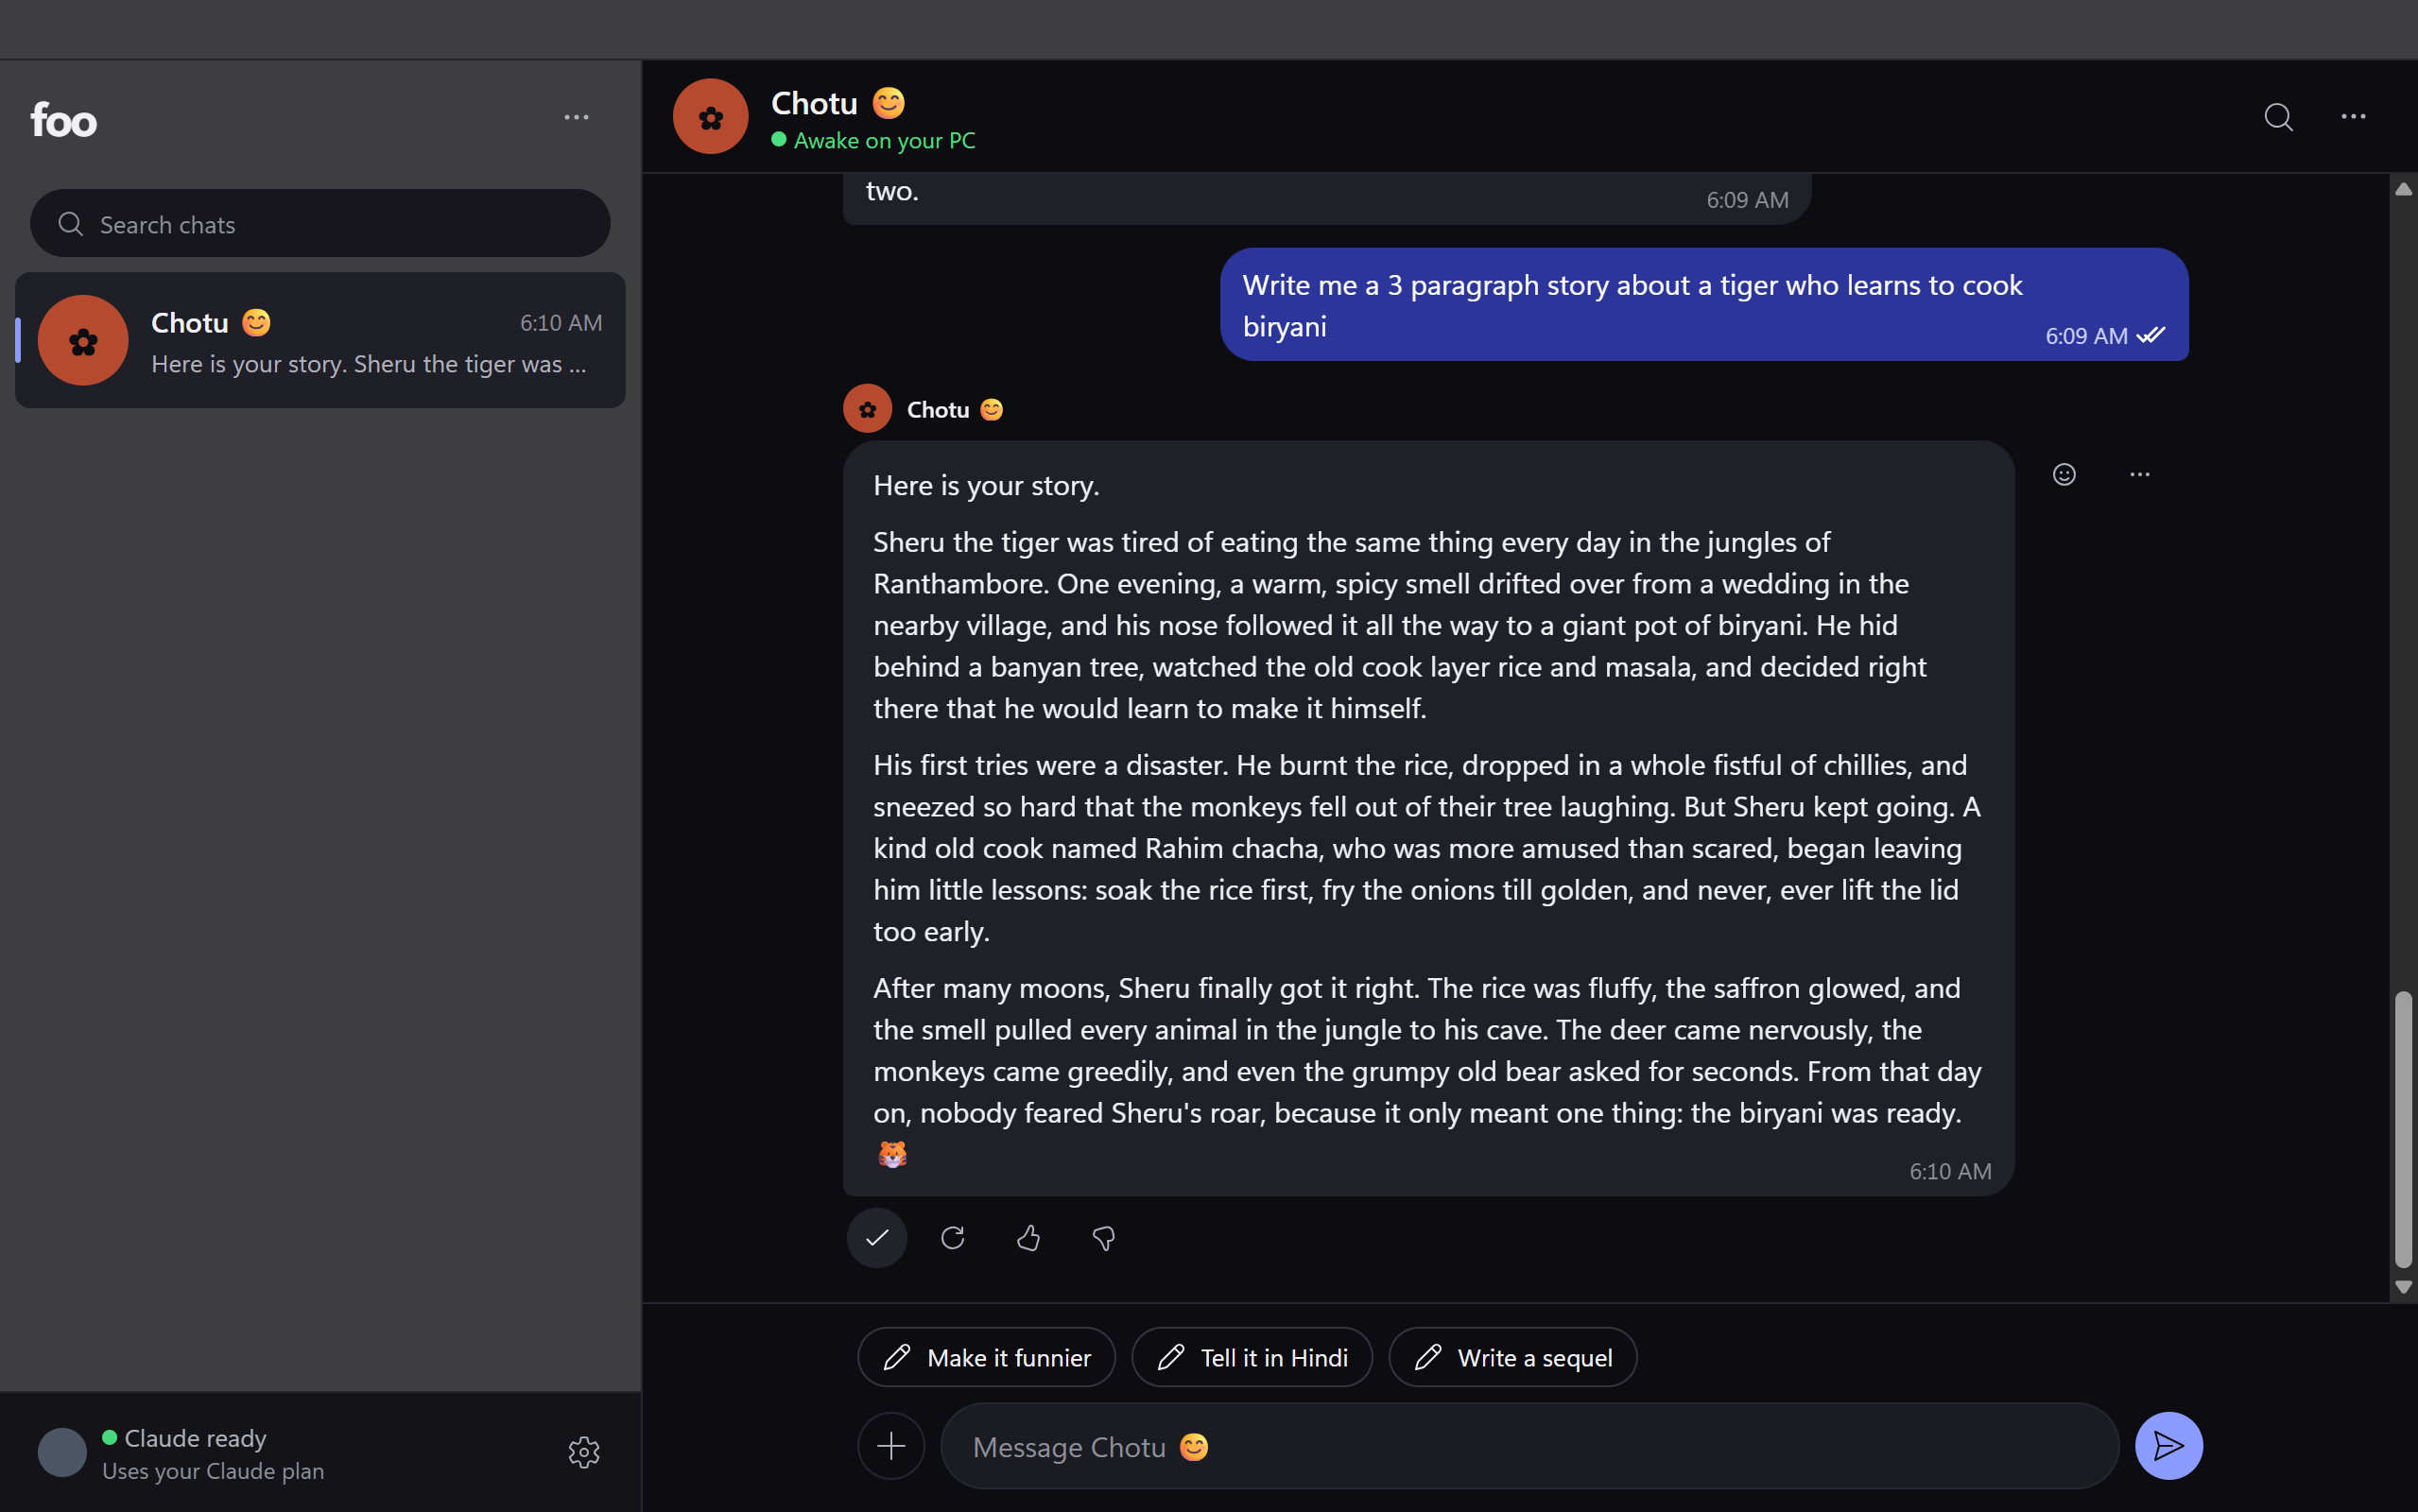 foo
Search chats
Chotu 😊
6:10 AM
Here is your story. Sheru the tiger was ...
Claude ready
Uses your Claude plan
Chotu 😊
Awake on your PC
two.
6:09 AM
Write me a 3 paragraph story about a tiger who learns to cook
biryani
6:09 AM
Chotu 😊
Here is your story.
Sheru the tiger was tired of eating the same thing every day in the jungles of
Ranthambore. One evening, a warm, spicy smell drifted over from a wedding in the
nearby village, and his nose followed it all the way to a giant pot of biryani. He hid
behind a banyan tree, watched the old cook layer rice and masala, and decided right
there that he would learn to make it himself.
His first tries were a disaster. He burnt the rice, dropped in a whole fistful of chillies, and
sneezed so hard that the monkeys fell out of their tree laughing. But Sheru kept going. A
kind old cook named Rahim chacha, who was more amused than scared, began leaving
him little lessons: soak the rice first, fry the onions till golden, and never, ever lift the lid
too early.
After many moons, Sheru finally got it right. The rice was fluffy, the saffron glowed, and
the smell pulled every animal in the jungle to his cave. The deer came nervously, the
monkeys came greedily, and even the grumpy old bear asked for seconds. From that day
on, nobody feared Sheru's roar, because it only meant one thing: the biryani was ready.
🐯
6:10 AM
Make it funnier
Tell it in Hindi
Write a sequel
Message Chotu 😊